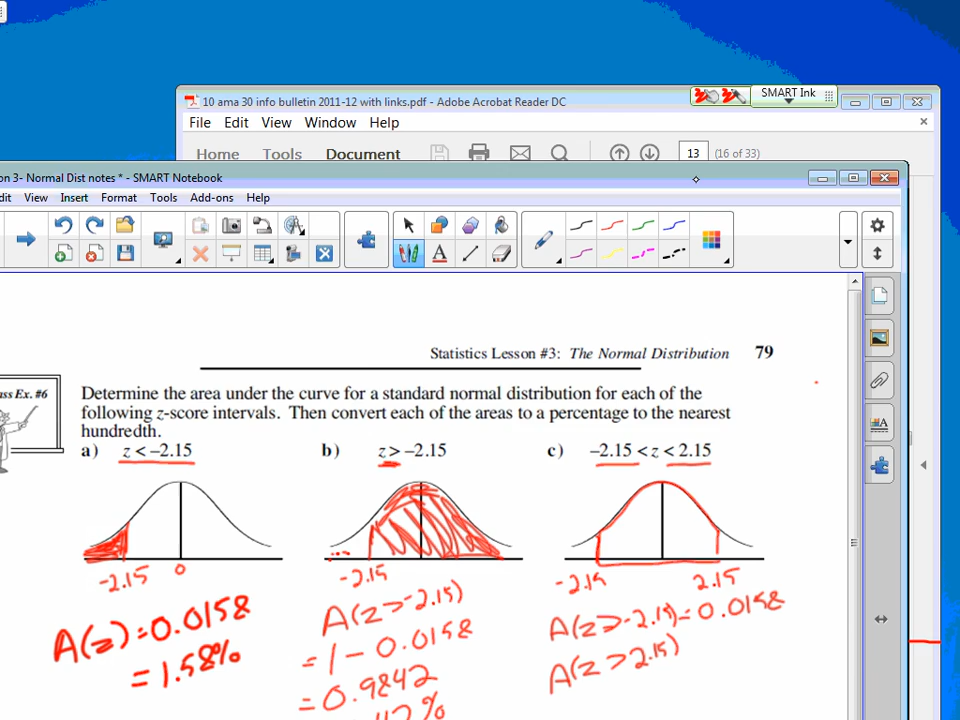 10 ama 30 info bulletin 2011-12 with links.pdf - Adobe Acrobat Reader DC
SMART Ink
File Edit View Window Help
Home Tools Document 13 (16 of 33)
n 3- Normal Dist notes * - SMART Notebook
dit View Insert Format Tools Add-ons Help
Statistics Lesson #3: The Normal Distribution 79
ass Ex. #6
Determine the area under the curve for a standard normal distribution for each of the
following z-score intervals. Then convert each of the areas to a percentage to the nearest
hundredth.
a) z < –2.15 b) z > –2.15 c) –2.15 < z < 2.15
-2.15 0 -2.15 -2.15 2.15
A(z)=0.0158
= 1.58%
A(z>-2.15)
= 1 - 0.0158
= 0.9842
42%
A(z>-2.15)=0.0158
A(z>2.15)